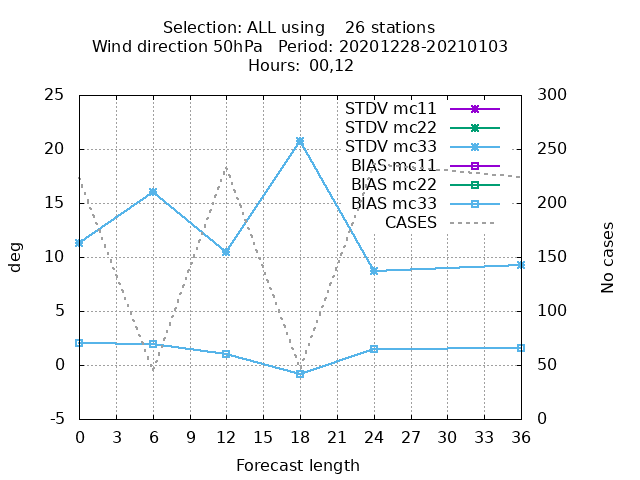 Selection: ALL using 26 stations
Wind direction 50hPa Period: 20201228-20210103
Hours: 00,12
25
20
15
10
5
0
-5
deg
300
250
200
150
100
50
0
No cases
STDV mc11
STDV mc22
STDV mc33
BIAS mc11
BIAS mc22
BIAS mc33
CASES
0 3 6 9 12 15 18 21 24 27 30 33 36
Forecast length